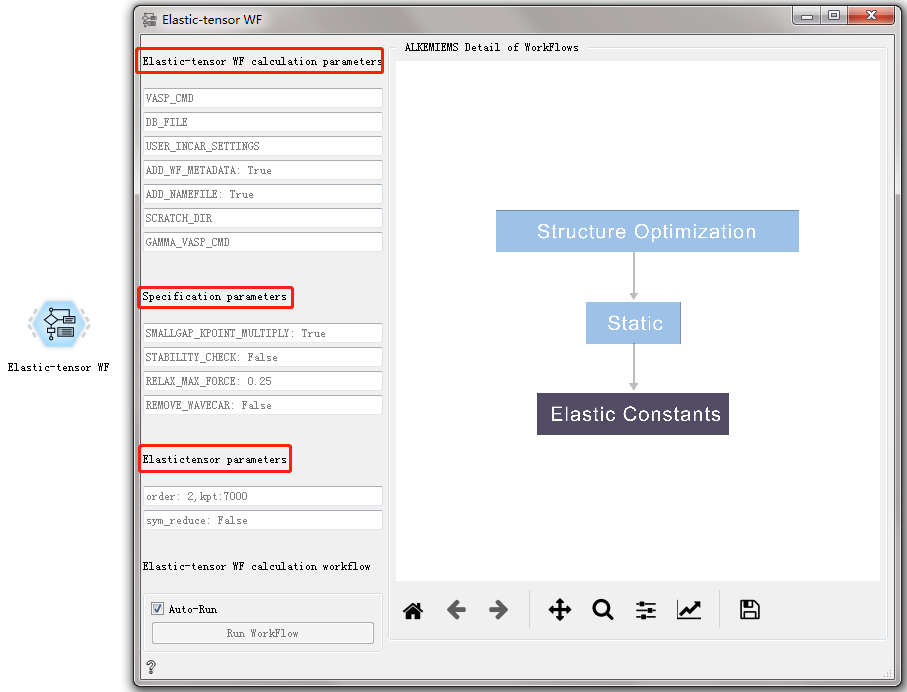 Elastic-tensor WF
Elastic-tensor WF
Elastic-tensor WF calculation parameters
VASP_CMD
DB_FILE
USER_INCAR_SETTINGS
ADD_WF_METADATA: True
ADD_NAMEFILE: True
SCRATCH_DIR
GAMMA_VASP_CMD
Specification parameters
SMALLGAP_KPOINT_MULTIPLY: True
STABILITY_CHECK: False
RELAX_MAX_FORCE: 0.25
REMOVE_WAVECAR: False
Elastictensor parameters
order: 2,kpt:7000
sym_reduce: False
Elastic-tensor WF calculation workflow
Auto-Run
Run WorkFlow
?
ALKEMIEMS Detail of WorkFlows
Structure Optimization
Static
Elastic Constants